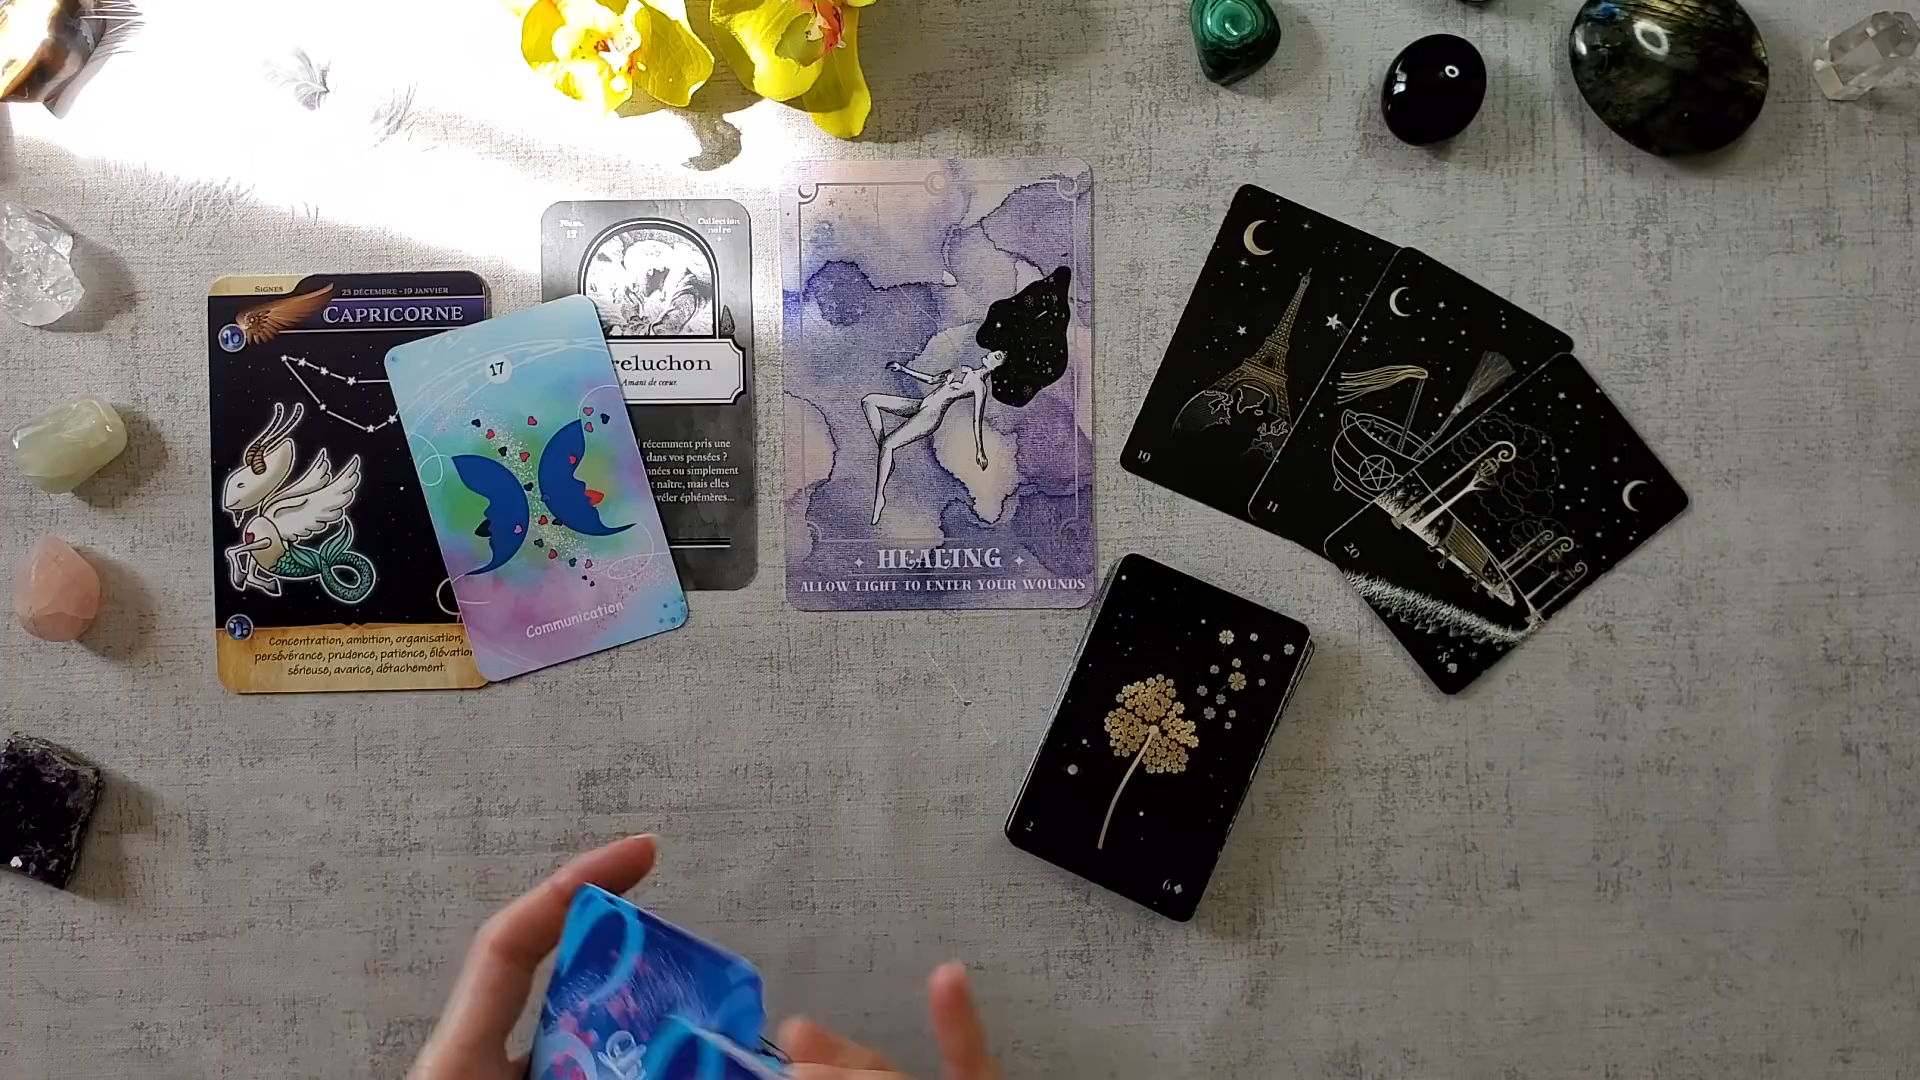 SIGNES
23 DÉCEMBRE - 19 JANVIER
CAPRICORNE
10
Concentration, ambition, organisation,
persévérance, prudence, patience, élévation
sérieuse, avarice, détachement.
17
Communication
Num.
Collection
noire
reluchon
Amant de cœur
récemment pris une
dans vos pensées ?
nnées ou simplement
t naître, mais elles
véler éphémères...
HEALING
ALLOW LIGHT TO ENTER YOUR WOUNDS
19
11
20
2
6♦